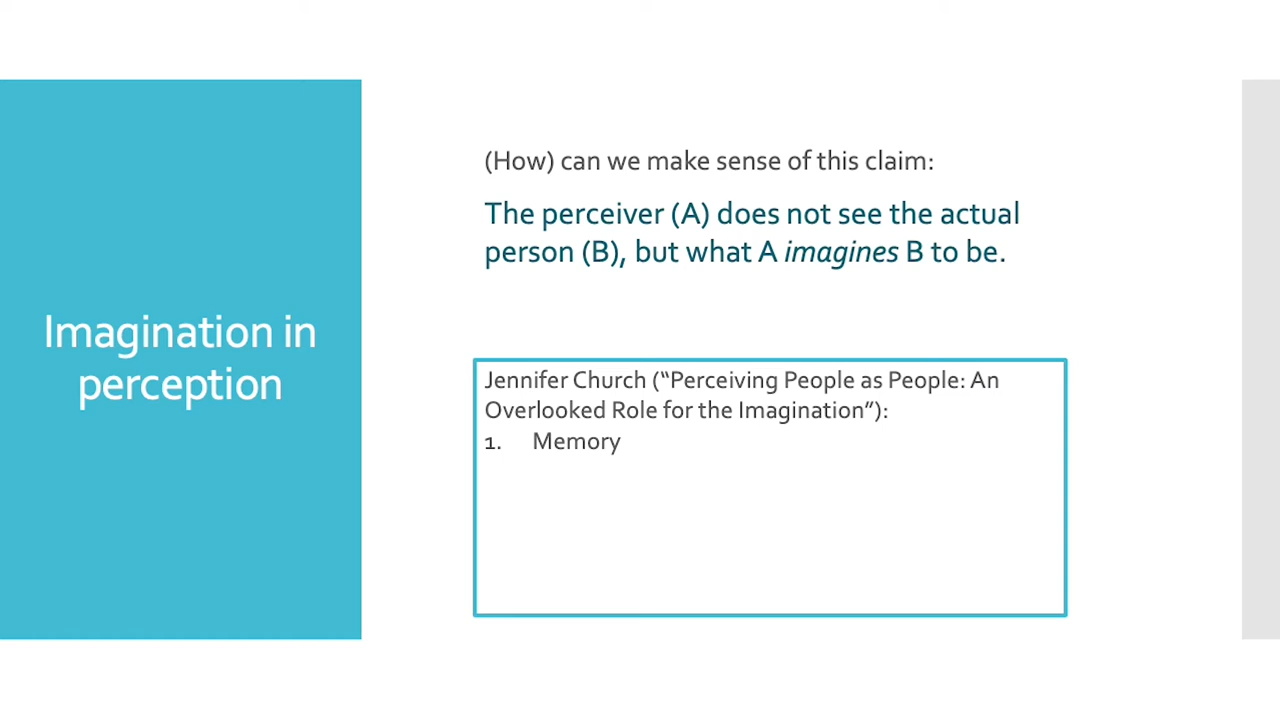 Imagination in
perception
(How) can we make sense of this claim:
The perceiver (A) does not see the actual
person (B), but what A imagines B to be.
Jennifer Church (“Perceiving People as People: An
Overlooked Role for the Imagination”):
1. Memory